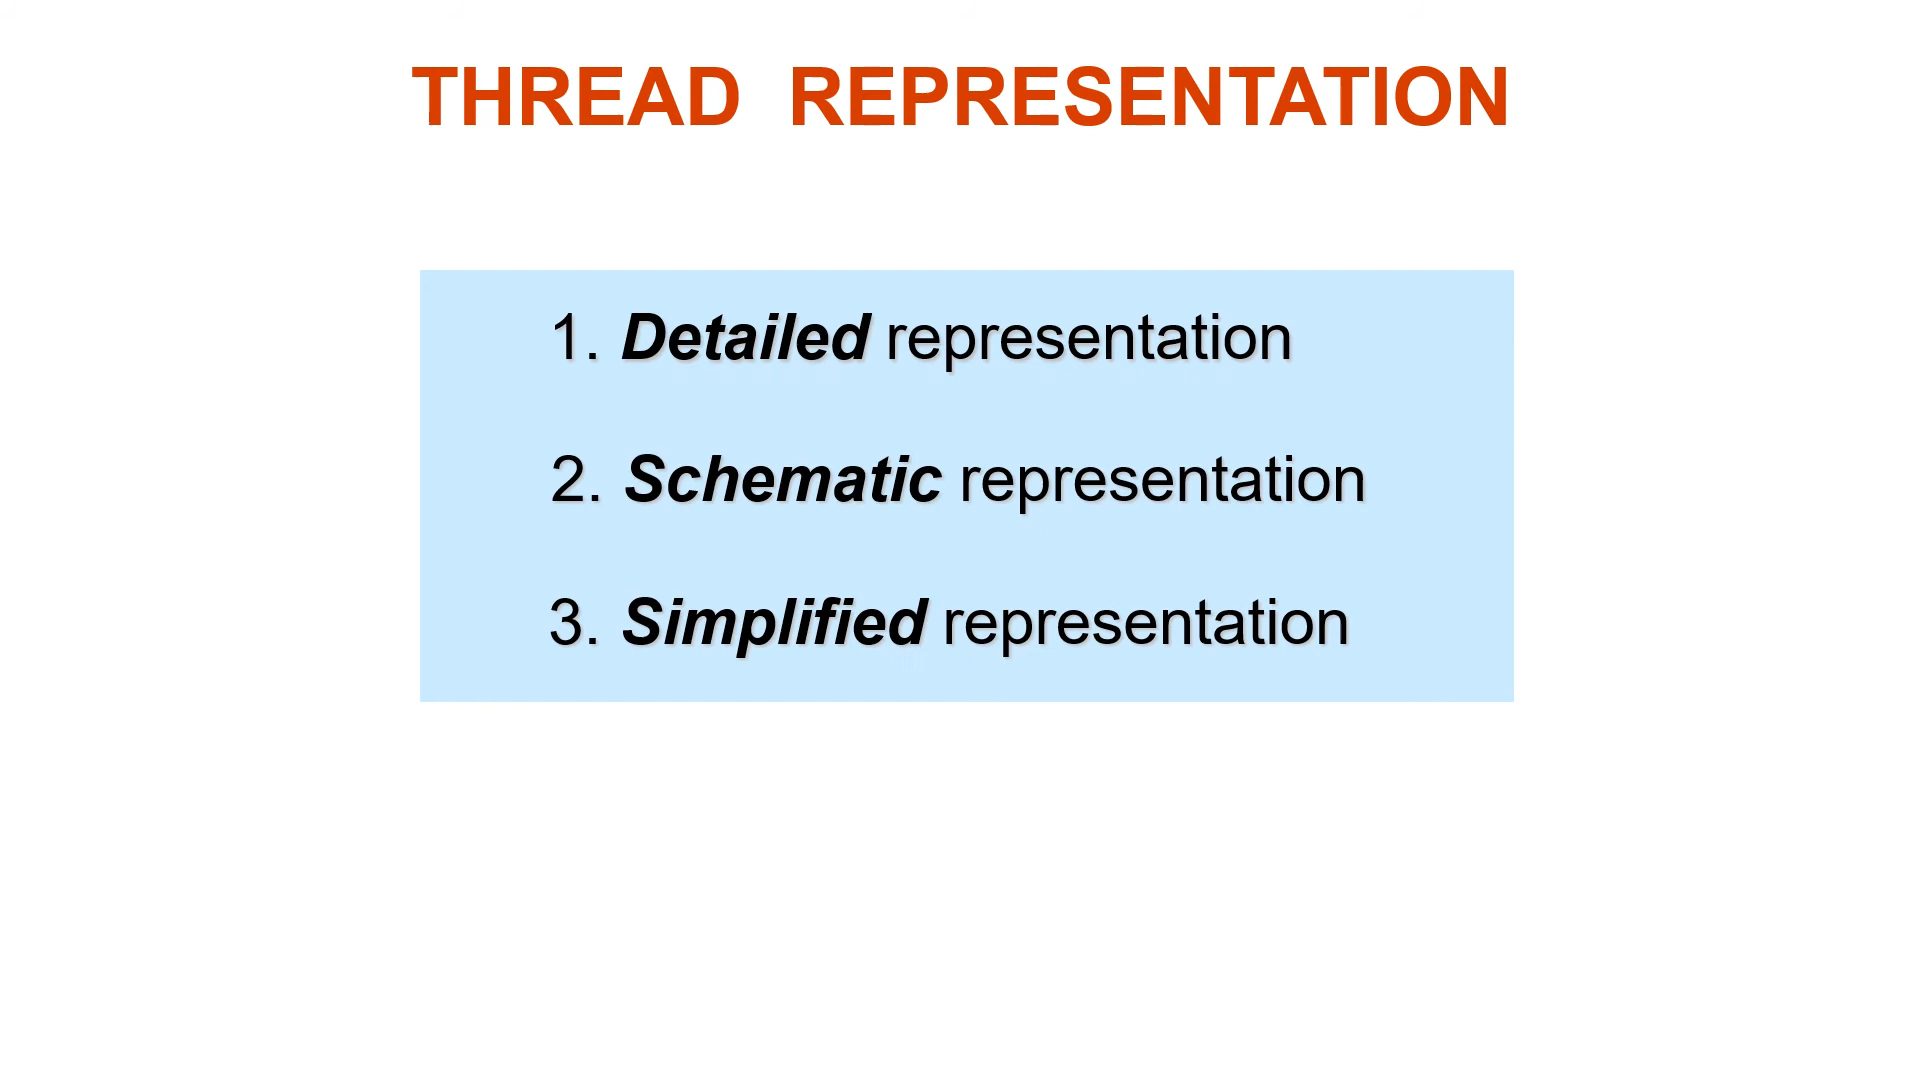 THREAD REPRESENTATION
1. Detailed representation
2. Schematic representation
3. Simplified representation